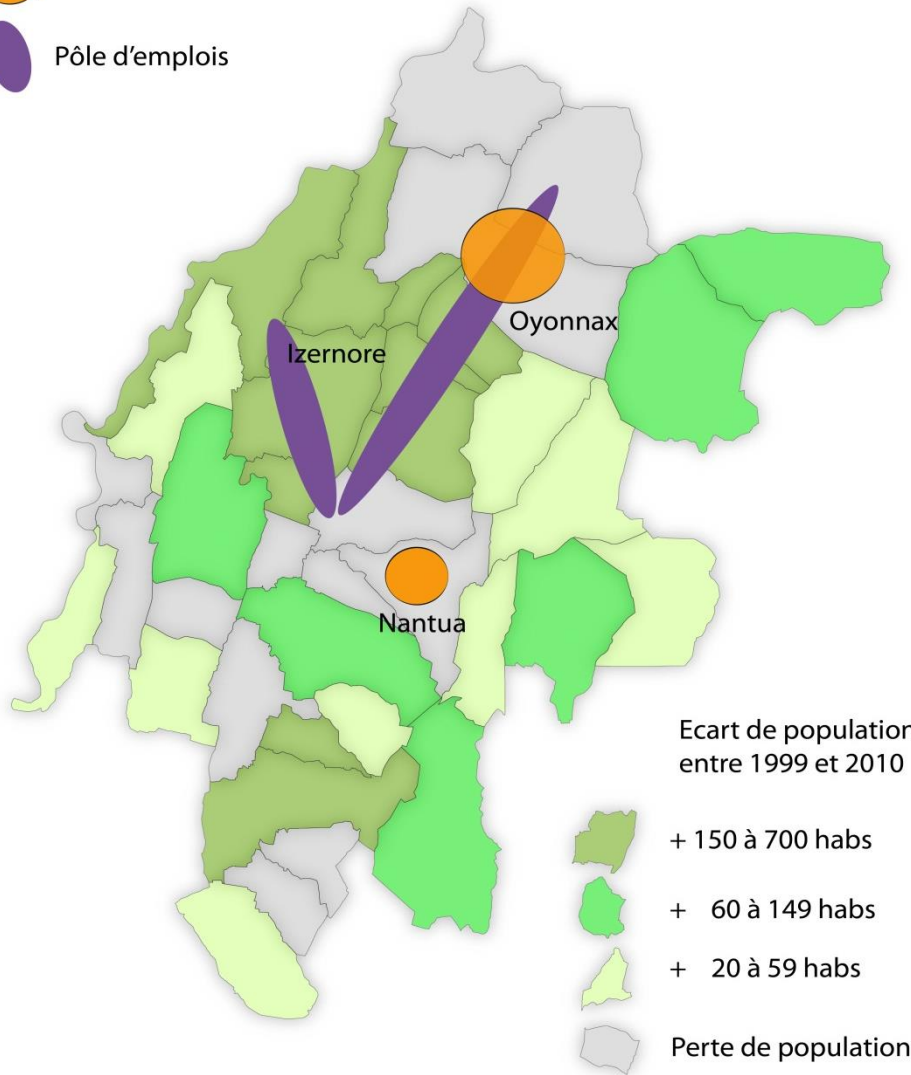 Pôle d'emplois
Oyonnax
Izernore
Nantua
Ecart de population
entre 1999 et 2010
+ 150 à 700 habs
+ 60 à 149 habs
+ 20 à 59 habs
Perte de population